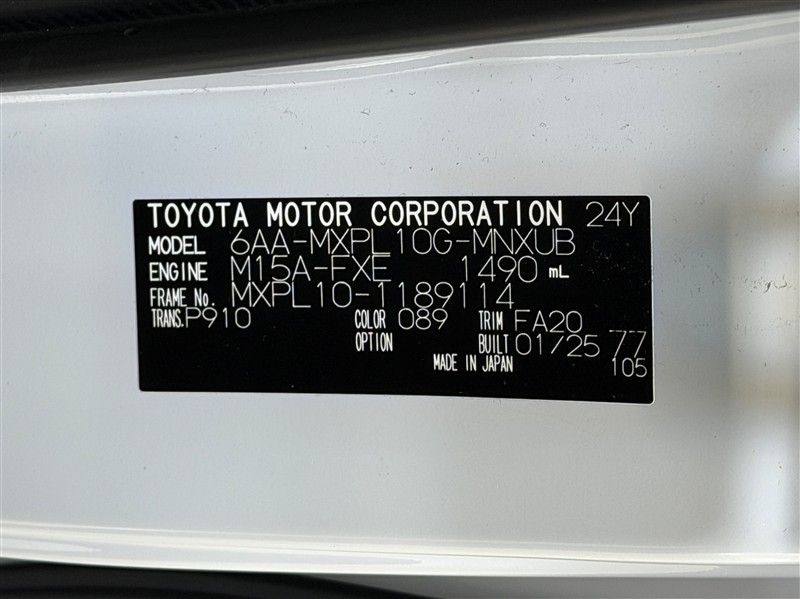 TOYOTA MOTOR CORPORATION 24Y
MODEL 6AA-MXPL10G-MNXUB
ENGINE M15A-FXE 1490 mL
FRAME No. MXPL10-1189114
TRANS. P910 COLOR 089 TRIM FA20
OPTION BUILT 01/25 77
MADE IN JAPAN 105